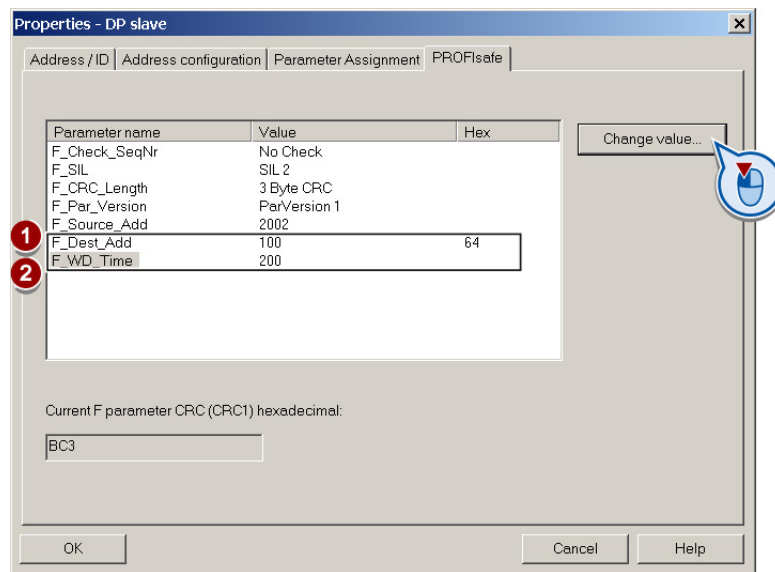 Properties - DP slave
Address / ID Address configuration Parameter Assignment PROFIsafe
Parameter name Value Hex
Change value...
F_Check_SeqNr No Check
F_SIL SIL 2
F_CRC_Length 3 Byte CRC
F_Par_Version ParVersion 1
F_Source_Add 2002
1 F_Dest_Add 100 64
2 F_WD_Time 200
Current F parameter CRC (CRC1) hexadecimal:
BC3
OK Cancel Help